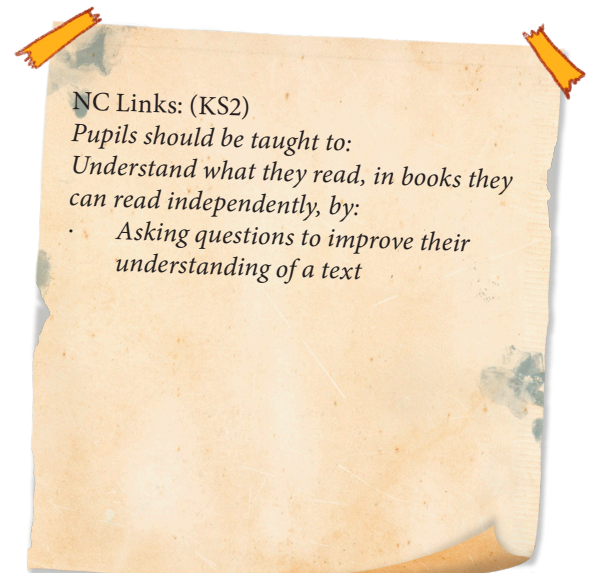 NC Links: (KS2)
Pupils should be taught to:
Understand what they read, in books they
can read independently, by:
· Asking questions to improve their
understanding of a text